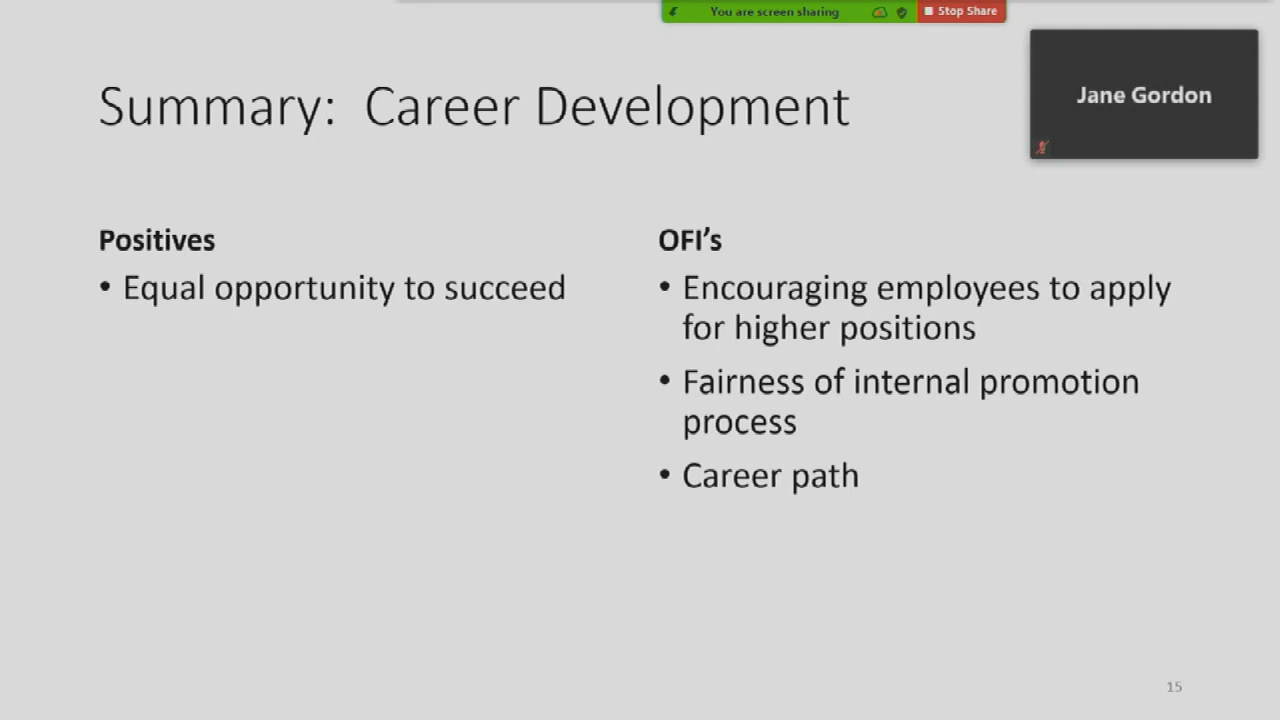 You are screen sharing
Stop Share
Jane Gordon
Summary: Career Development
Positives
• Equal opportunity to succeed
OFI's
• Encouraging employees to apply
for higher positions
• Fairness of internal promotion
process
• Career path
15